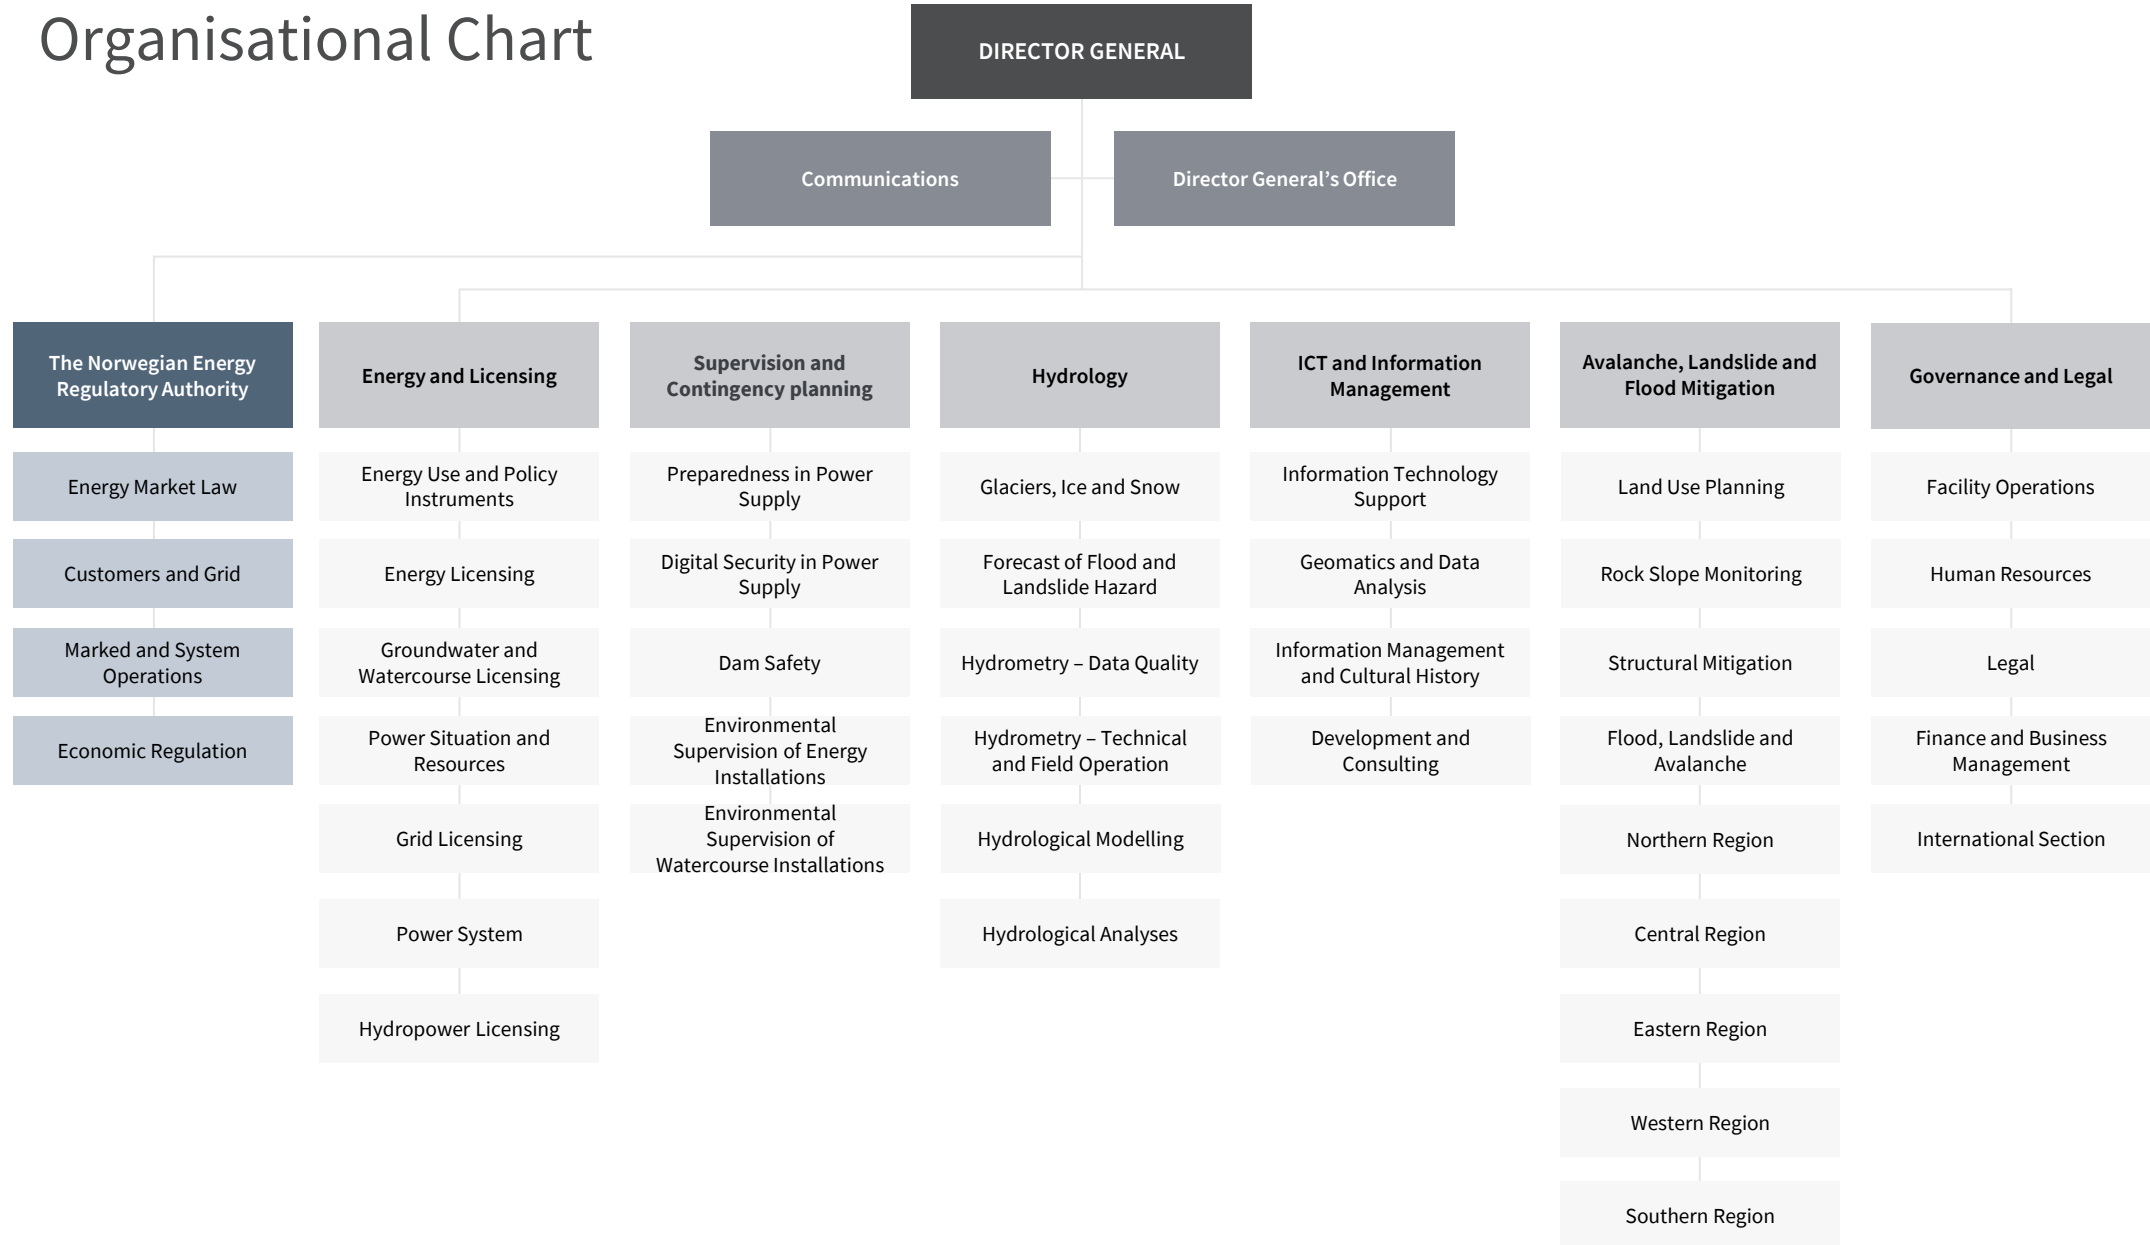 Organisational Chart
DIRECTOR GENERAL
Communications
Director General’s Office
The Norwegian Energy
Regulatory Authority
Energy Market Law
Customers and Grid
Marked and System
Operations
Economic Regulation
Energy and Licensing
Energy Use and Policy
Instruments
Energy Licensing
Groundwater and
Watercourse Licensing
Power Situation and
Resources
Grid Licensing
Power System
Hydropower Licensing
Supervision and
Contingency planning
Preparedness in Power
Supply
Digital Security in Power
Supply
Dam Safety
Environmental
Supervision of Energy
Installations
Environmental
Supervision of
Watercourse Installations
Hydrology
Glaciers, Ice and Snow
Forecast of Flood and
Landslide Hazard
Hydrometry – Data Quality
Hydrometry – Technical
and Field Operation
Hydrological Modelling
Hydrological Analyses
ICT and Information
Management
Information Technology
Support
Geomatics and Data
Analysis
Information Management
and Cultural History
Development and
Consulting
Avalanche, Landslide and
Flood Mitigation
Land Use Planning
Rock Slope Monitoring
Structural Mitigation
Flood, Landslide and
Avalanche
Northern Region
Central Region
Eastern Region
Western Region
Southern Region
Governance and Legal
Facility Operations
Human Resources
Legal
Finance and Business
Management
International Section